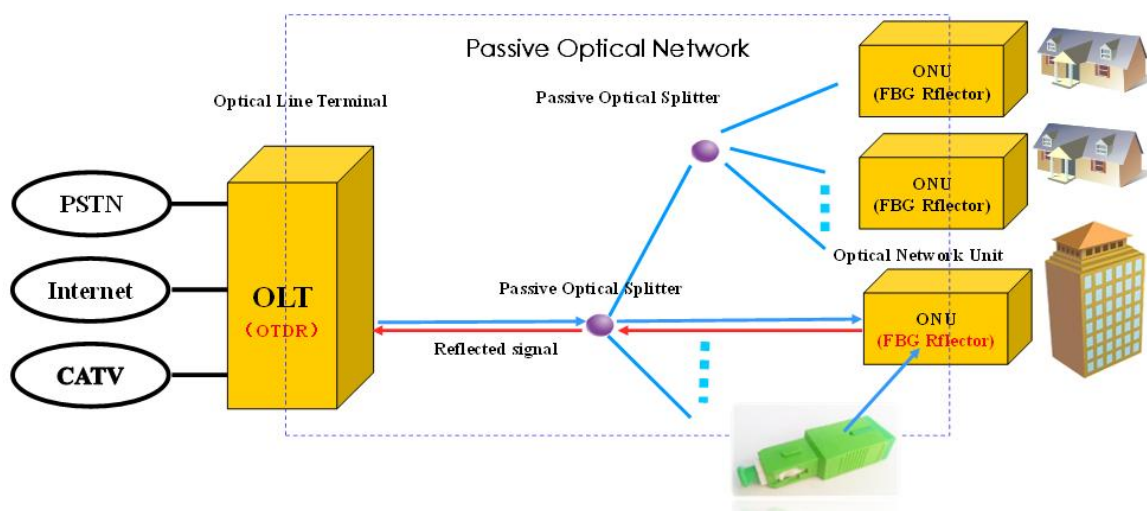 Passive Optical Network
ONU
(FBG Rflector)
Optical Line Terminal
Passive Optical Splitter
PSTN
ONU
(FBG Rflector)
Optical Network Unit
Internet
OLT
(OTDR)
Passive Optical Splitter
ONU
(FBG Rflector)
Reflected signal
CATV